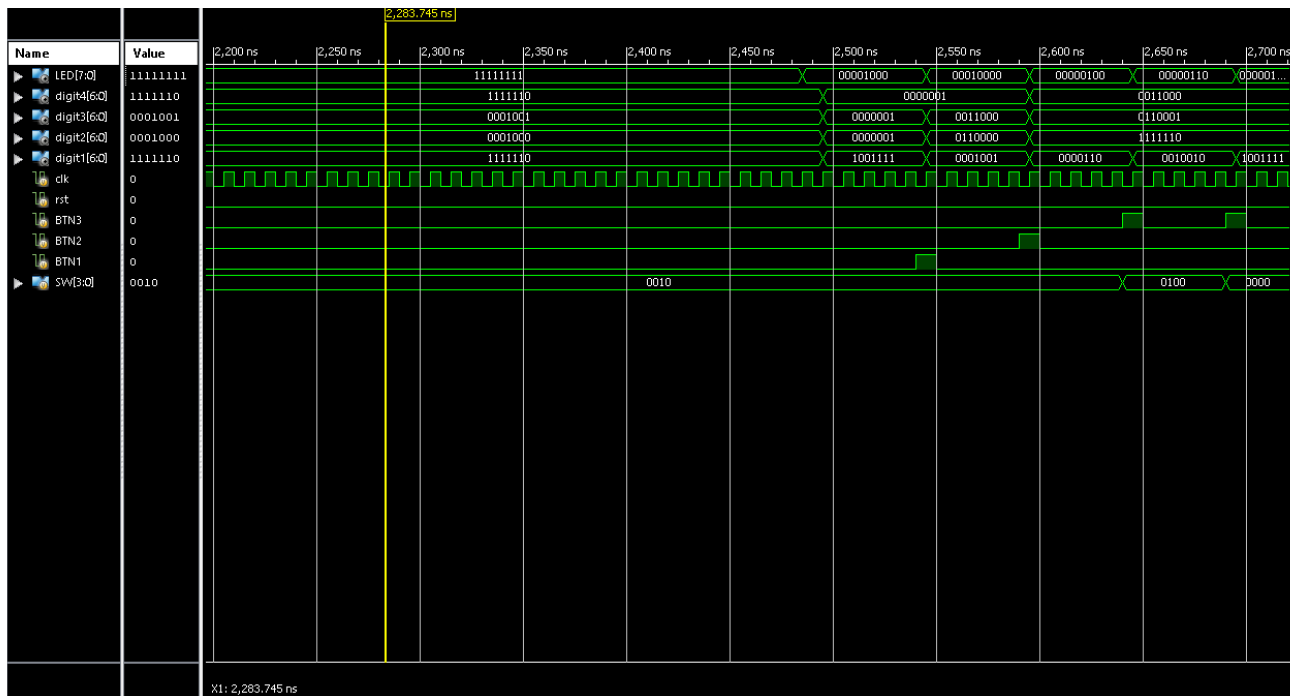 2,283.745 ns
Name Value 2,200 ns 2,250 ns 2,300 ns 2,350 ns 2,400 ns 2,450 ns 2,500 ns 2,550 ns 2,600 ns 2,650 ns 2,700 ns
LED[7:0] 11111111 11111111 00001000 00010000 00000100 00000110 000001...
digit4[6:0] 1111110 1111110 0000001 0011000
digit3[6:0] 0001001 0001001 0000001 0011000 0110001
digit2[6:0] 0001000 0001000 0000001 0110000 1111110
digit1[6:0] 1111110 1111110 1001111 0001001 0000110 0010010 1001111
clk 0
rst 0
BTN3 0
BTN2 0
BTN1 0
SW[3:0] 0010 0010 0100 0000
X1: 2,283.745 ns